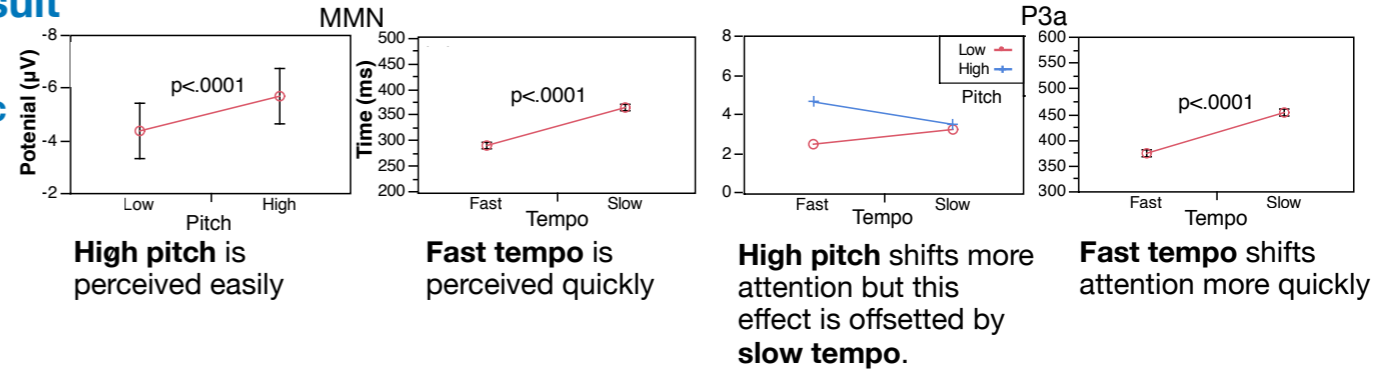 sult
c
MMN
P3a
Potenial (μV)
-8
-6
-4
-2
p<.0001
Low High
Pitch
High pitch is
perceived easily
Time (ms)
500
450
400
350
300
250
200
p<.0001
Fast Slow
Tempo
Fast tempo is
perceived quickly
8
6
4
2
0
Low
High
Pitch
Fast Slow
Tempo
High pitch shifts more
attention but this
effect is offsetted by
slow tempo.
600
550
500
450
400
350
300
p<.0001
Fast Slow
Tempo
Fast tempo shifts
attention more quickly